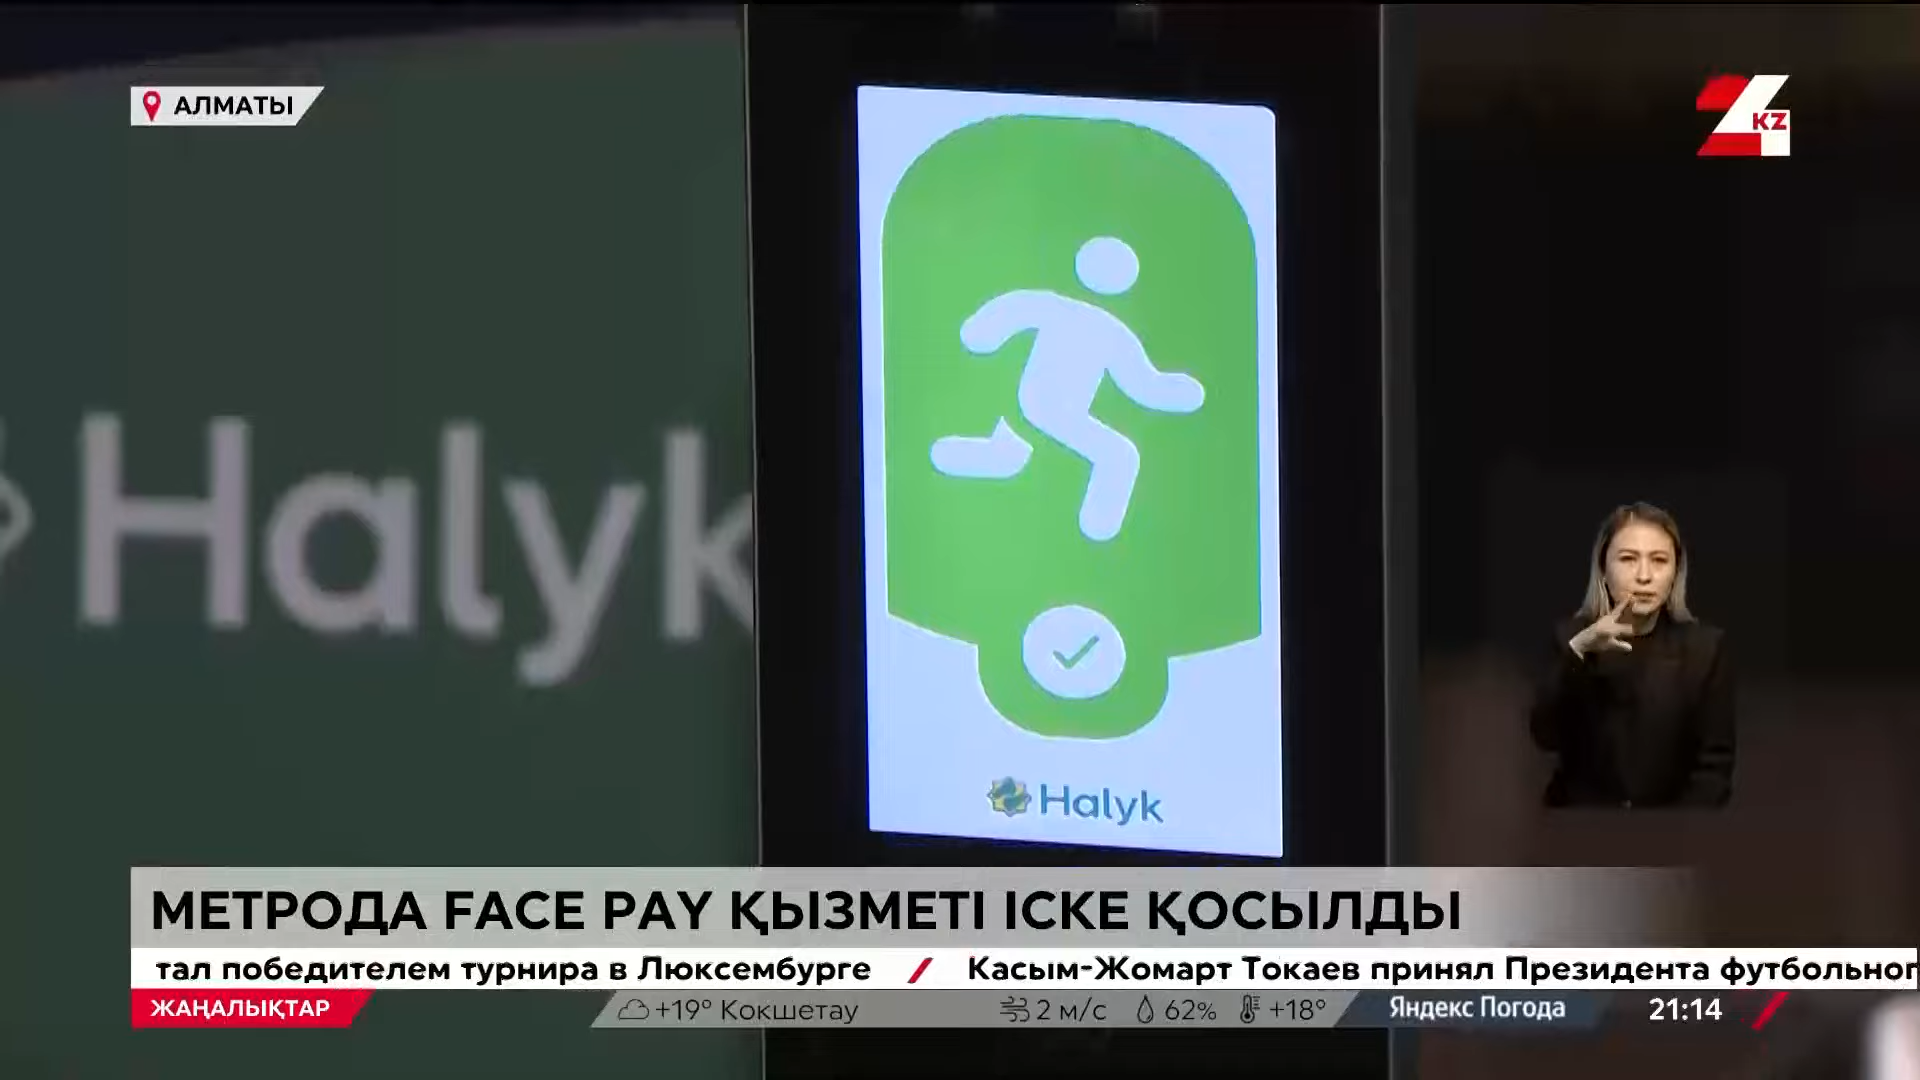 АЛМАТЫ
24 KZ
Halyk
Halyk
МЕТРОДА FACE PAY ҚЫЗМЕТІ ІСКЕ ҚОСЫЛДЫ
тал победителем турнира в Люксембурге / Касым-Жомарт Токаев принял Президента футбольног
ЖАҢАЛЫҚТАР +19° Кокшетау 2 м/с 62% +18° Яндекс Погода 21:14